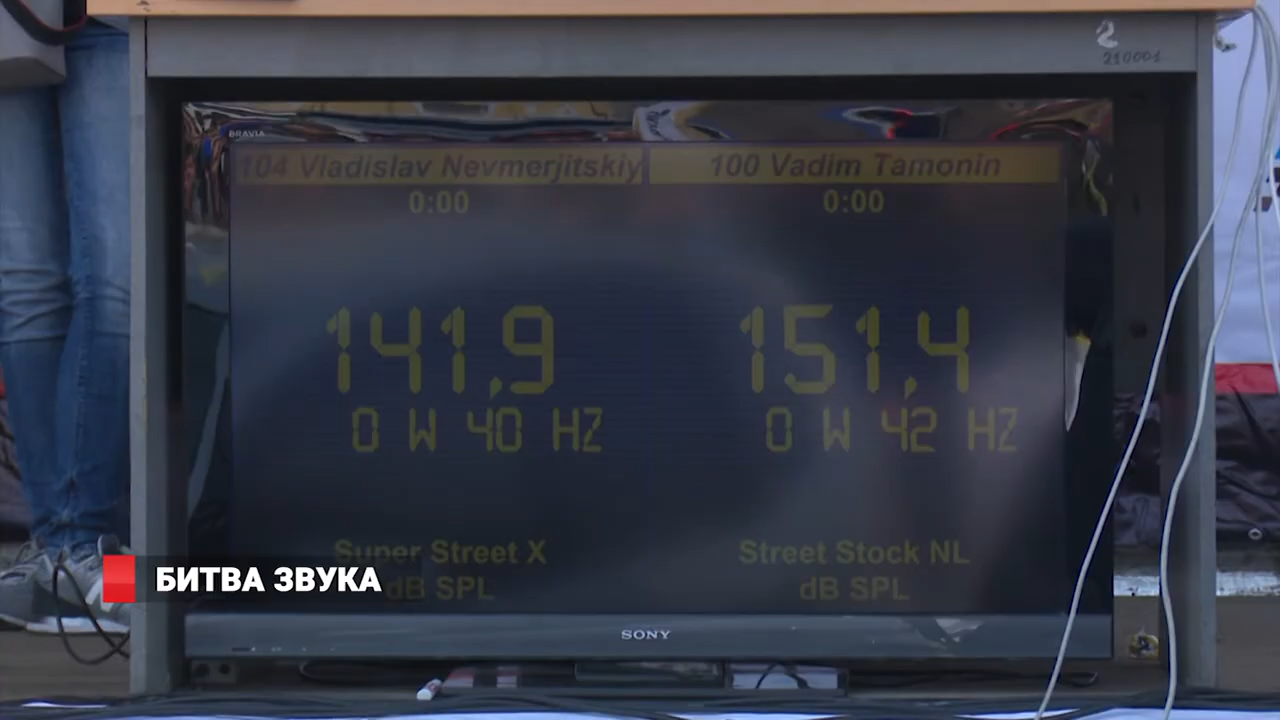 210001
BRAVIA
104 Vladislav Nevmerjitskiy
100 Vadim Tamonin
0:00
0:00
141,9
151,4
0 W 40 HZ
0 W 42 HZ
Super Street X
Street Stock NL
dB SPL
dB SPL
БИТВА ЗВУКА
SONY